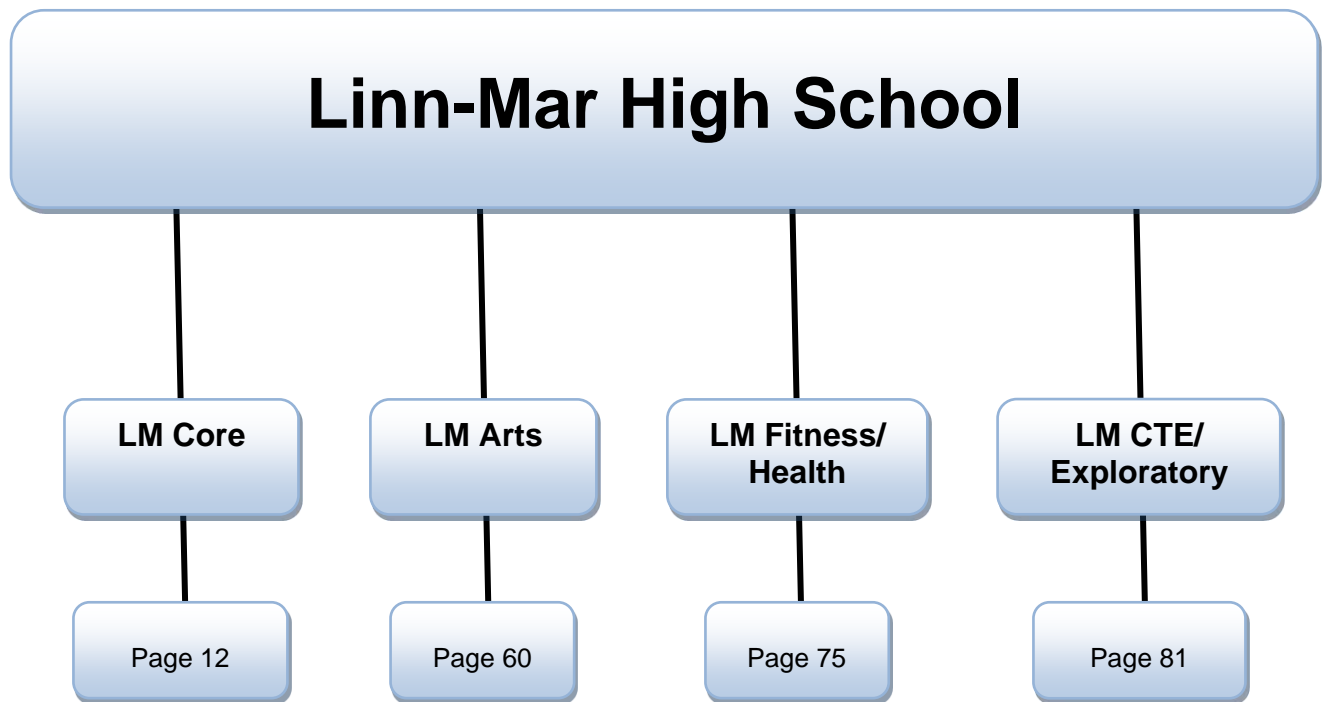 Linn-Mar High School
LM Core
LM Arts
LM Fitness/
Health
LM CTE/
Exploratory
Page 12
Page 60
Page 75
Page 81